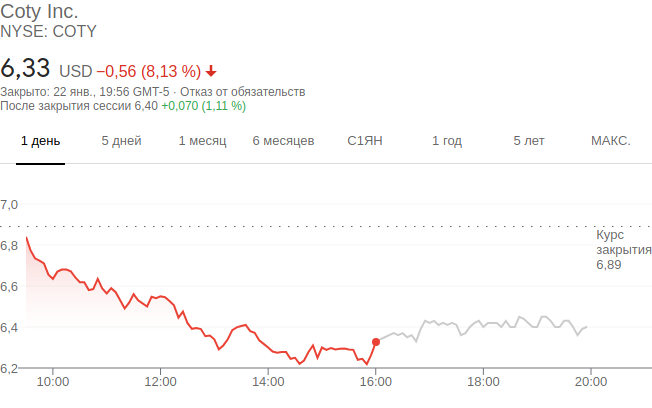 Coty Inc.
NYSE: COTY
6,33 USD −0,56 (8,13 %)
Закрыто: 22 янв., 19:56 GMT-5 · Отказ от обязательств
После закрытия сессии 6,40 +0,070 (1,11 %)
1 день 5 дней 1 месяц 6 месяцев С1ЯН 1 год 5 лет МАКС.
7,0
Курс
6,8
закрытия
6,89
6,6
6,4
6,2
10:00 12:00 14:00 16:00 18:00 20:00